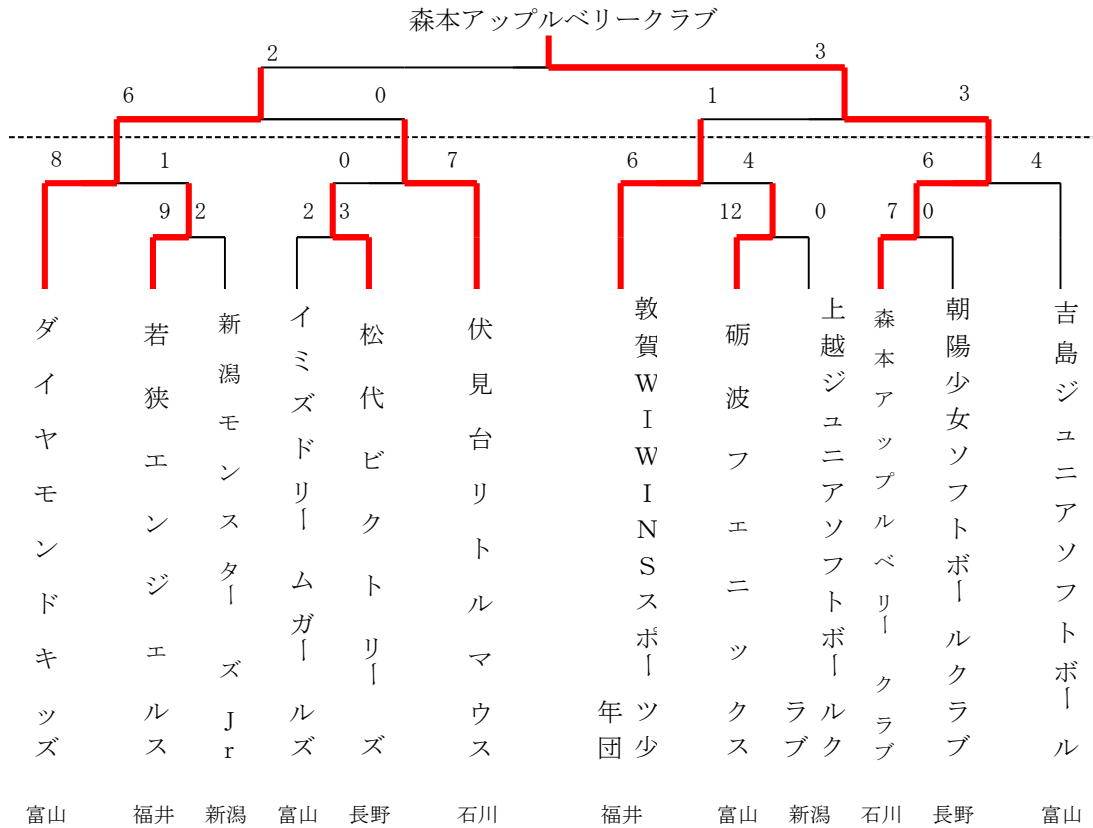 森本アップルベリークラブ
2 3
6 0 1 3
8 1 0 7 6 4 6 4
9 2 2 3 12 0 7 0
ダイヤモンドキッズ
若狭エンジェルス
新潟モンスターズJr
イミズドリームガールズ
松代ビクトリーズ
伏見台リトルマウス
敦賀WIWINSスポーツ少
年団
砺波フェニックス
上越ジュニアソフトボールク
ラブ
森本アップルベリークラブ
朝陽少女ソフトボールクラブ
吉島ジュニアソフトボール
富山 福井 新潟 富山 長野 石川 福井 富山 新潟 石川 長野 富山